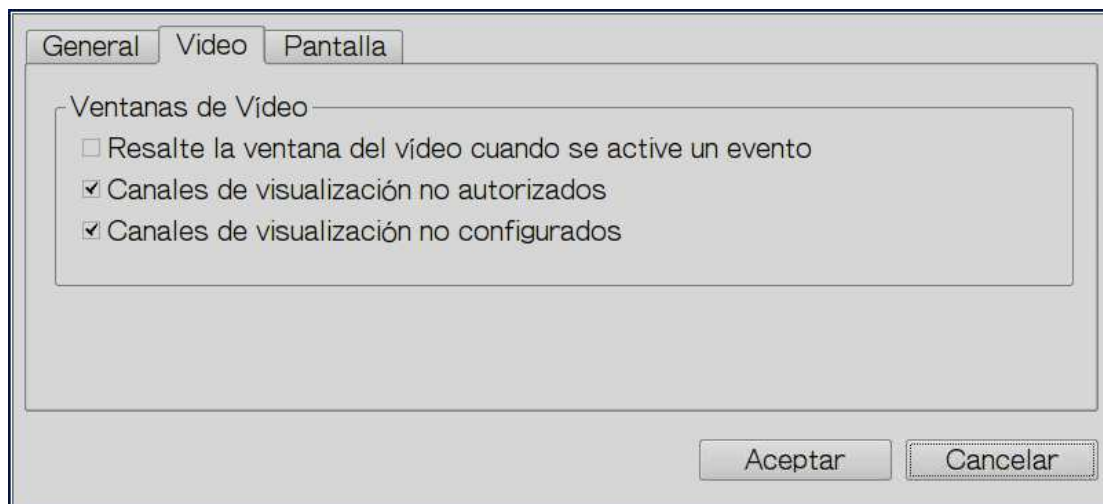 General Video Pantalla
Ventanas de Vídeo
Resalte la ventana del vídeo cuando se active un evento
Canales de visualización no autorizados
Canales de visualización no configurados
Aceptar Cancelar